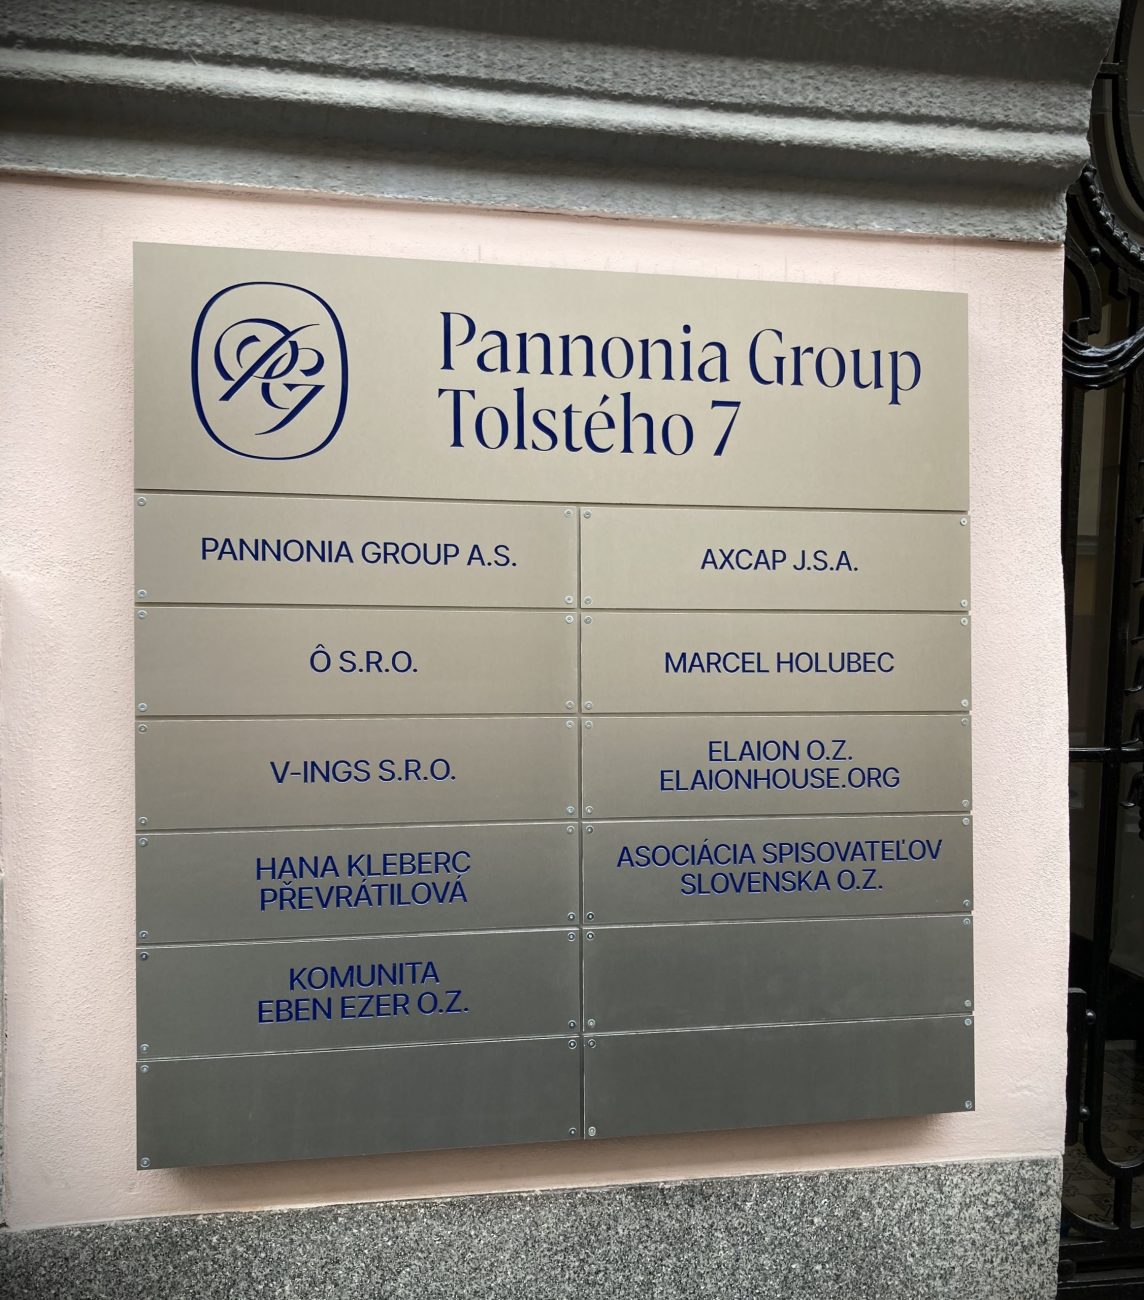 Pannonia Group
Tolstého 7
PANNONIA GROUP A.S.
AXCAP J.S.A.
Ô S.R.O.
MARCEL HOLUBEC
V-INGS S.R.O.
ELAION O.Z.
ELAIONHOUSE.ORG
HANA KLEBERC
PŘEVRÁTILOVÁ
ASOCIÁCIA SPISOVATEĽOV
SLOVENSKA O.Z.
KOMUNITA
EBEN EZER O.Z.